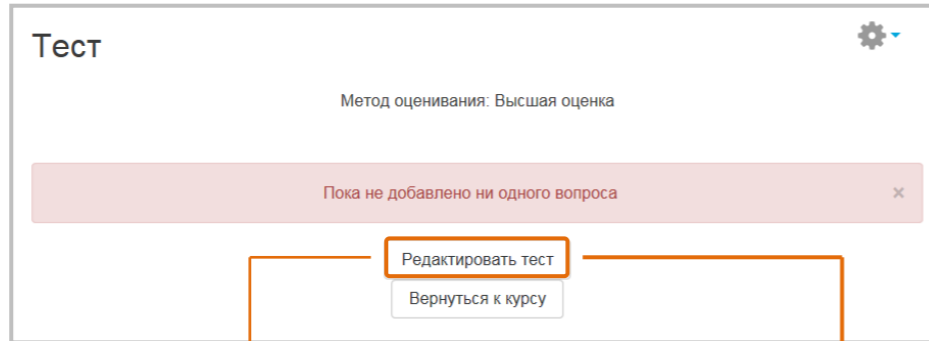 Тест
Метод оценивания: Высшая оценка
Пока не добавлено ни одного вопроса ×
Редактировать тест
Вернуться к курсу